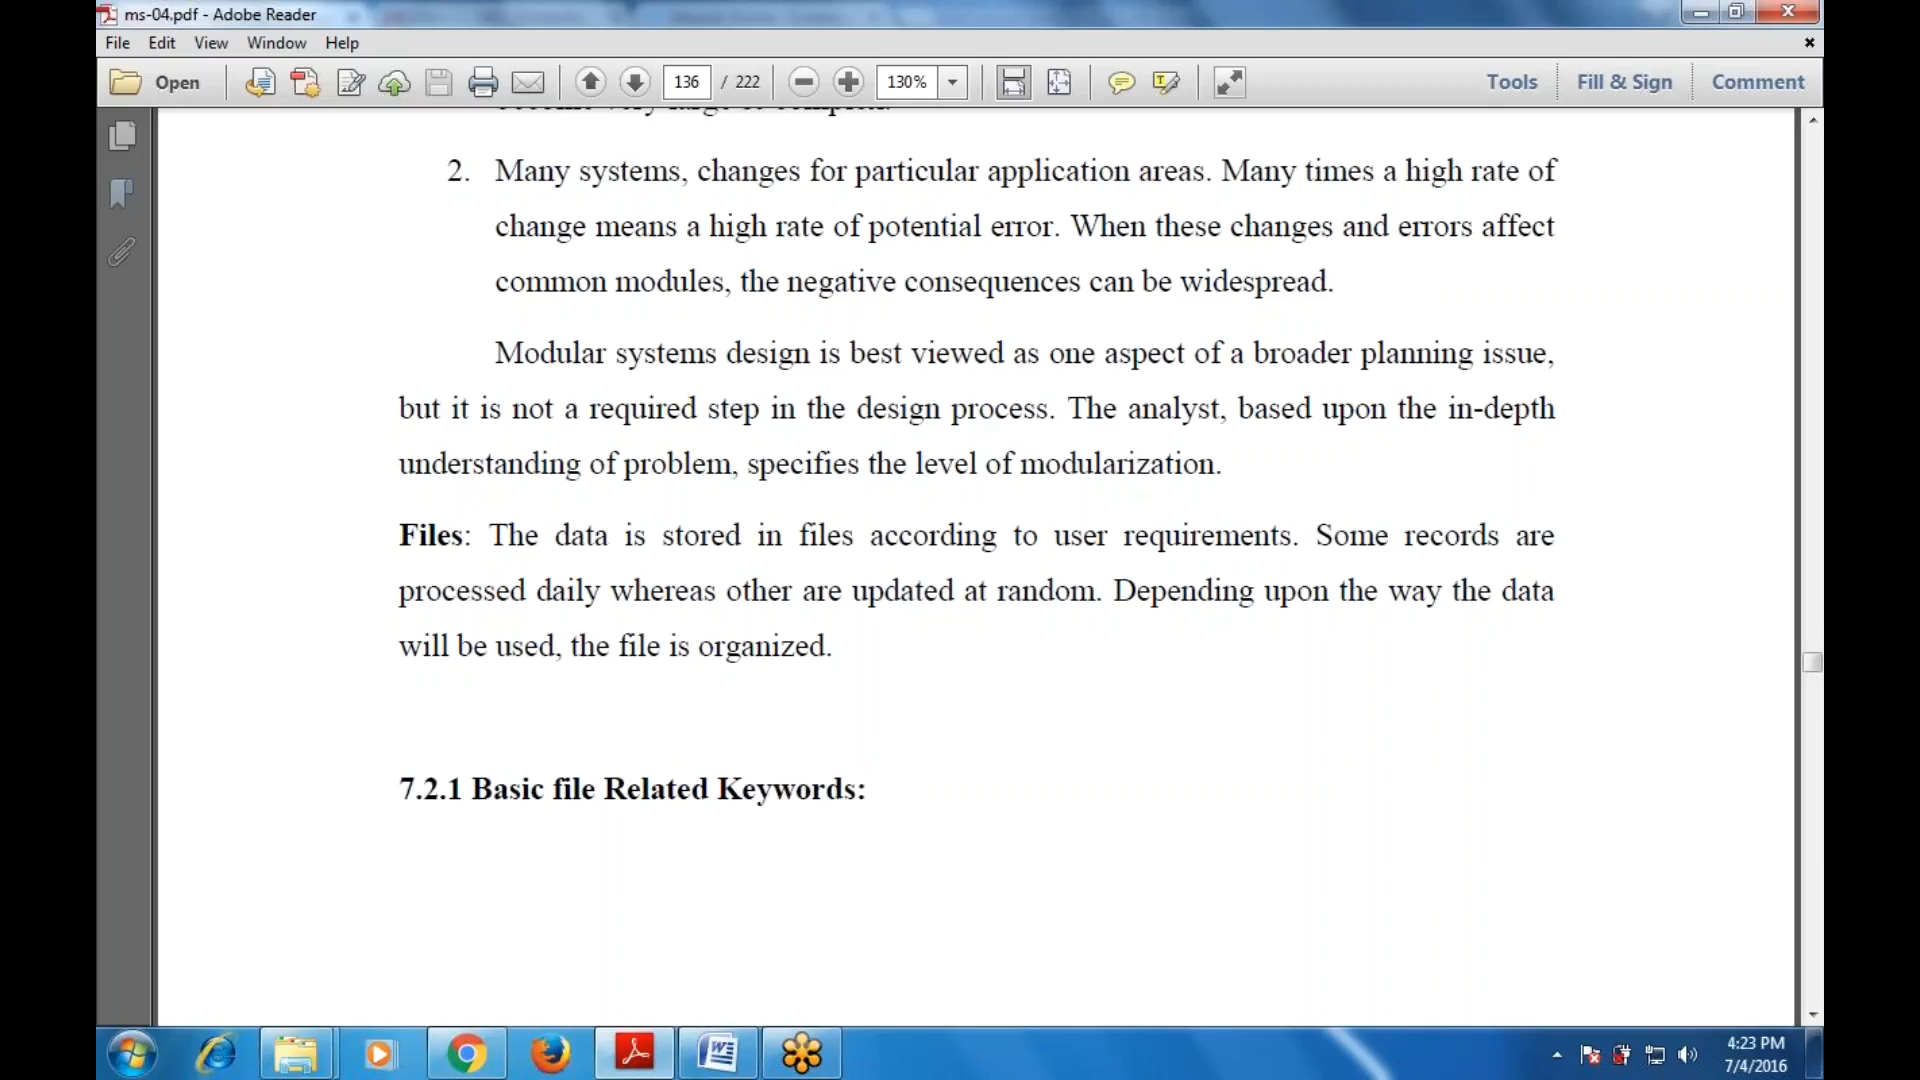 ms-04.pdf - Adobe Reader
File Edit View Window Help
Open 136 / 222 130% Tools Fill & Sign Comment
2. Many systems, changes for particular application areas. Many times a high rate of
change means a high rate of potential error. When these changes and errors affect
common modules, the negative consequences can be widespread.
Modular systems design is best viewed as one aspect of a broader planning issue,
but it is not a required step in the design process. The analyst, based upon the in-depth
understanding of problem, specifies the level of modularization.
Files: The data is stored in files according to user requirements. Some records are
processed daily whereas other are updated at random. Depending upon the way the data
will be used, the file is organized.
7.2.1 Basic file Related Keywords:
4:23 PM
7/4/2016